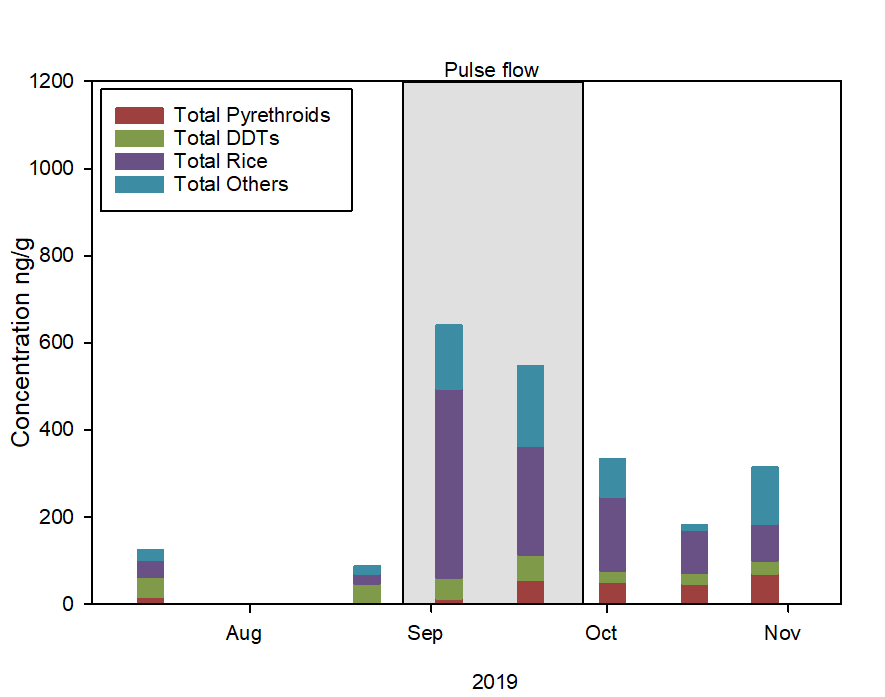 Pulse flow
1200
1000
800
600
400
200
0
Concentration ng/g
Total Pyrethroids
Total DDTs
Total Rice
Total Others
Aug Sep Oct Nov
2019